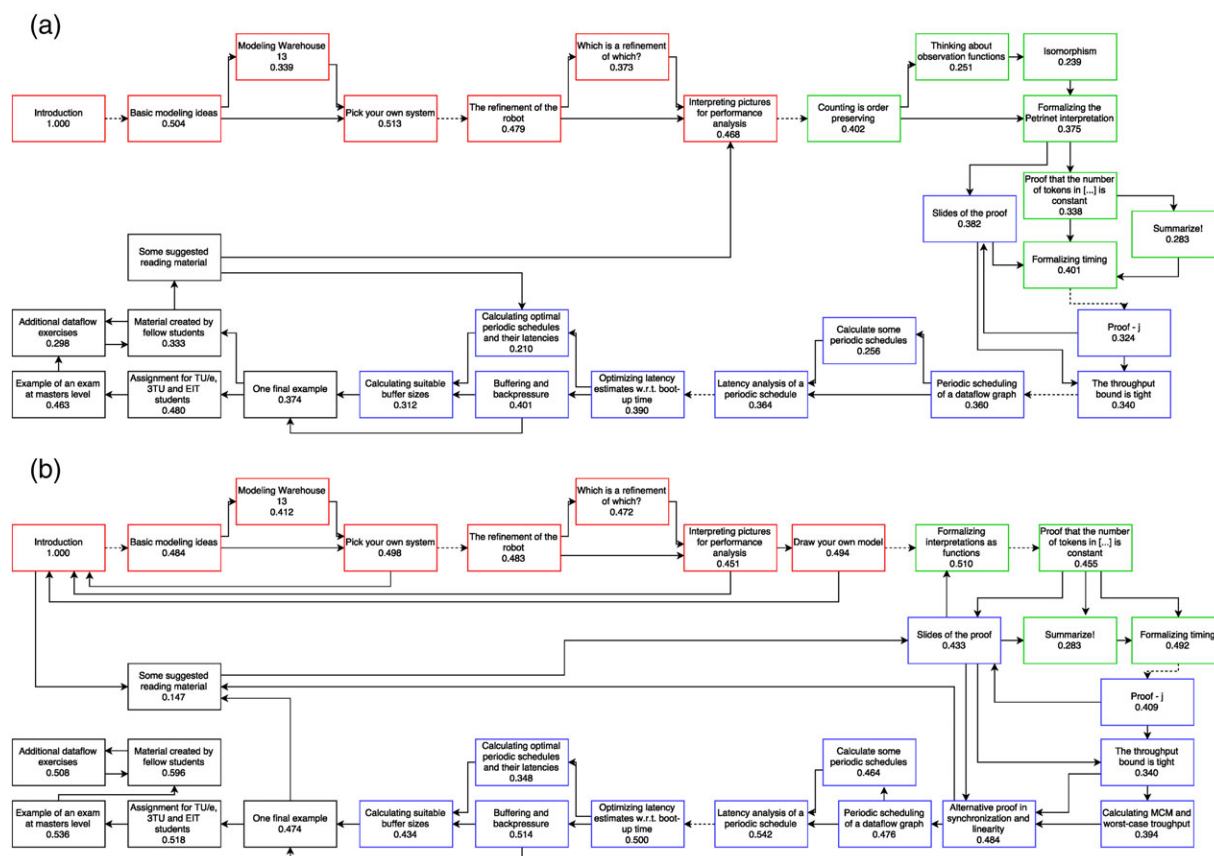 (a)
Modeling Warehouse
13
0.339
Which is a refinement
of which?
0.373
Thinking about
observation functions
0.251
Isomorphism
0.239
Introduction
1.000
Basic modeling ideas
0.504
Pick your own system
0.513
The refinement of the
robot
0.479
Interpreting pictures
for performance
analysis
0.468
Counting is order
preserving
0.402
Formalizing the
Petrinet interpretation
0.375
Slides of the proof
0.382
Proof that the number
of tokens in [...] is
constant
0.338
Summarize!
0.283
Some suggested
reading material
Formalizing timing
0.401
Additional dataflow
exercises
0.298
Material created by
fellow students
0.333
Calculating optimal
periodic schedules
and their latencies
0.210
Calculate some
periodic schedules
0.256
Proof - j
0.324
Example of an exam
at masters level
0.463
Assignment for TU/e,
3TU and EIT
students
0.480
One final example
0.374
Calculating suitable
buffer sizes
0.312
Buffering and
backpressure
0.401
Optimizing latency
estimates w.r.t. boot-
up time
0.390
Latency analysis of a
periodic schedule
0.364
Periodic scheduling
of a dataflow graph
0.360
The throughput
bound is tight
0.340
(b)
Modeling Warehouse
13
0.412
Which is a refinement
of which?
0.472
Introduction
1.000
Basic modeling ideas
0.484
Pick your own system
0.498
The refinement of the
robot
0.483
Interpreting pictures
for performance
analysis
0.451
Draw your own model
0.494
Formalizing
interpretations as
functions
0.510
Proof that the number
of tokens in [...] is
constant
0.455
Slides of the proof
0.433
Summarize!
0.283
Formalizing timing
0.492
Some suggested
reading material
0.147
Proof - j
0.409
Additional dataflow
exercises
0.508
Material created by
fellow students
0.596
Calculating optimal
periodic schedules
and their latencies
0.348
Calculate some
periodic schedules
0.464
The throughput
bound is tight
0.340
Example of an exam
at masters level
0.536
Assignment for TU/e,
3TU and EIT
students
0.518
One final example
0.474
Calculating suitable
buffer sizes
0.434
Buffering and
backpressure
0.514
Optimizing latency
estimates w.r.t. boot-
up time
0.500
Latency analysis of a
periodic schedule
0.542
Periodic scheduling
of a dataflow graph
0.476
Alternative proof in
synchronization and
linearity
0.484
Calculating MCM and
worst-case troughput
0.394